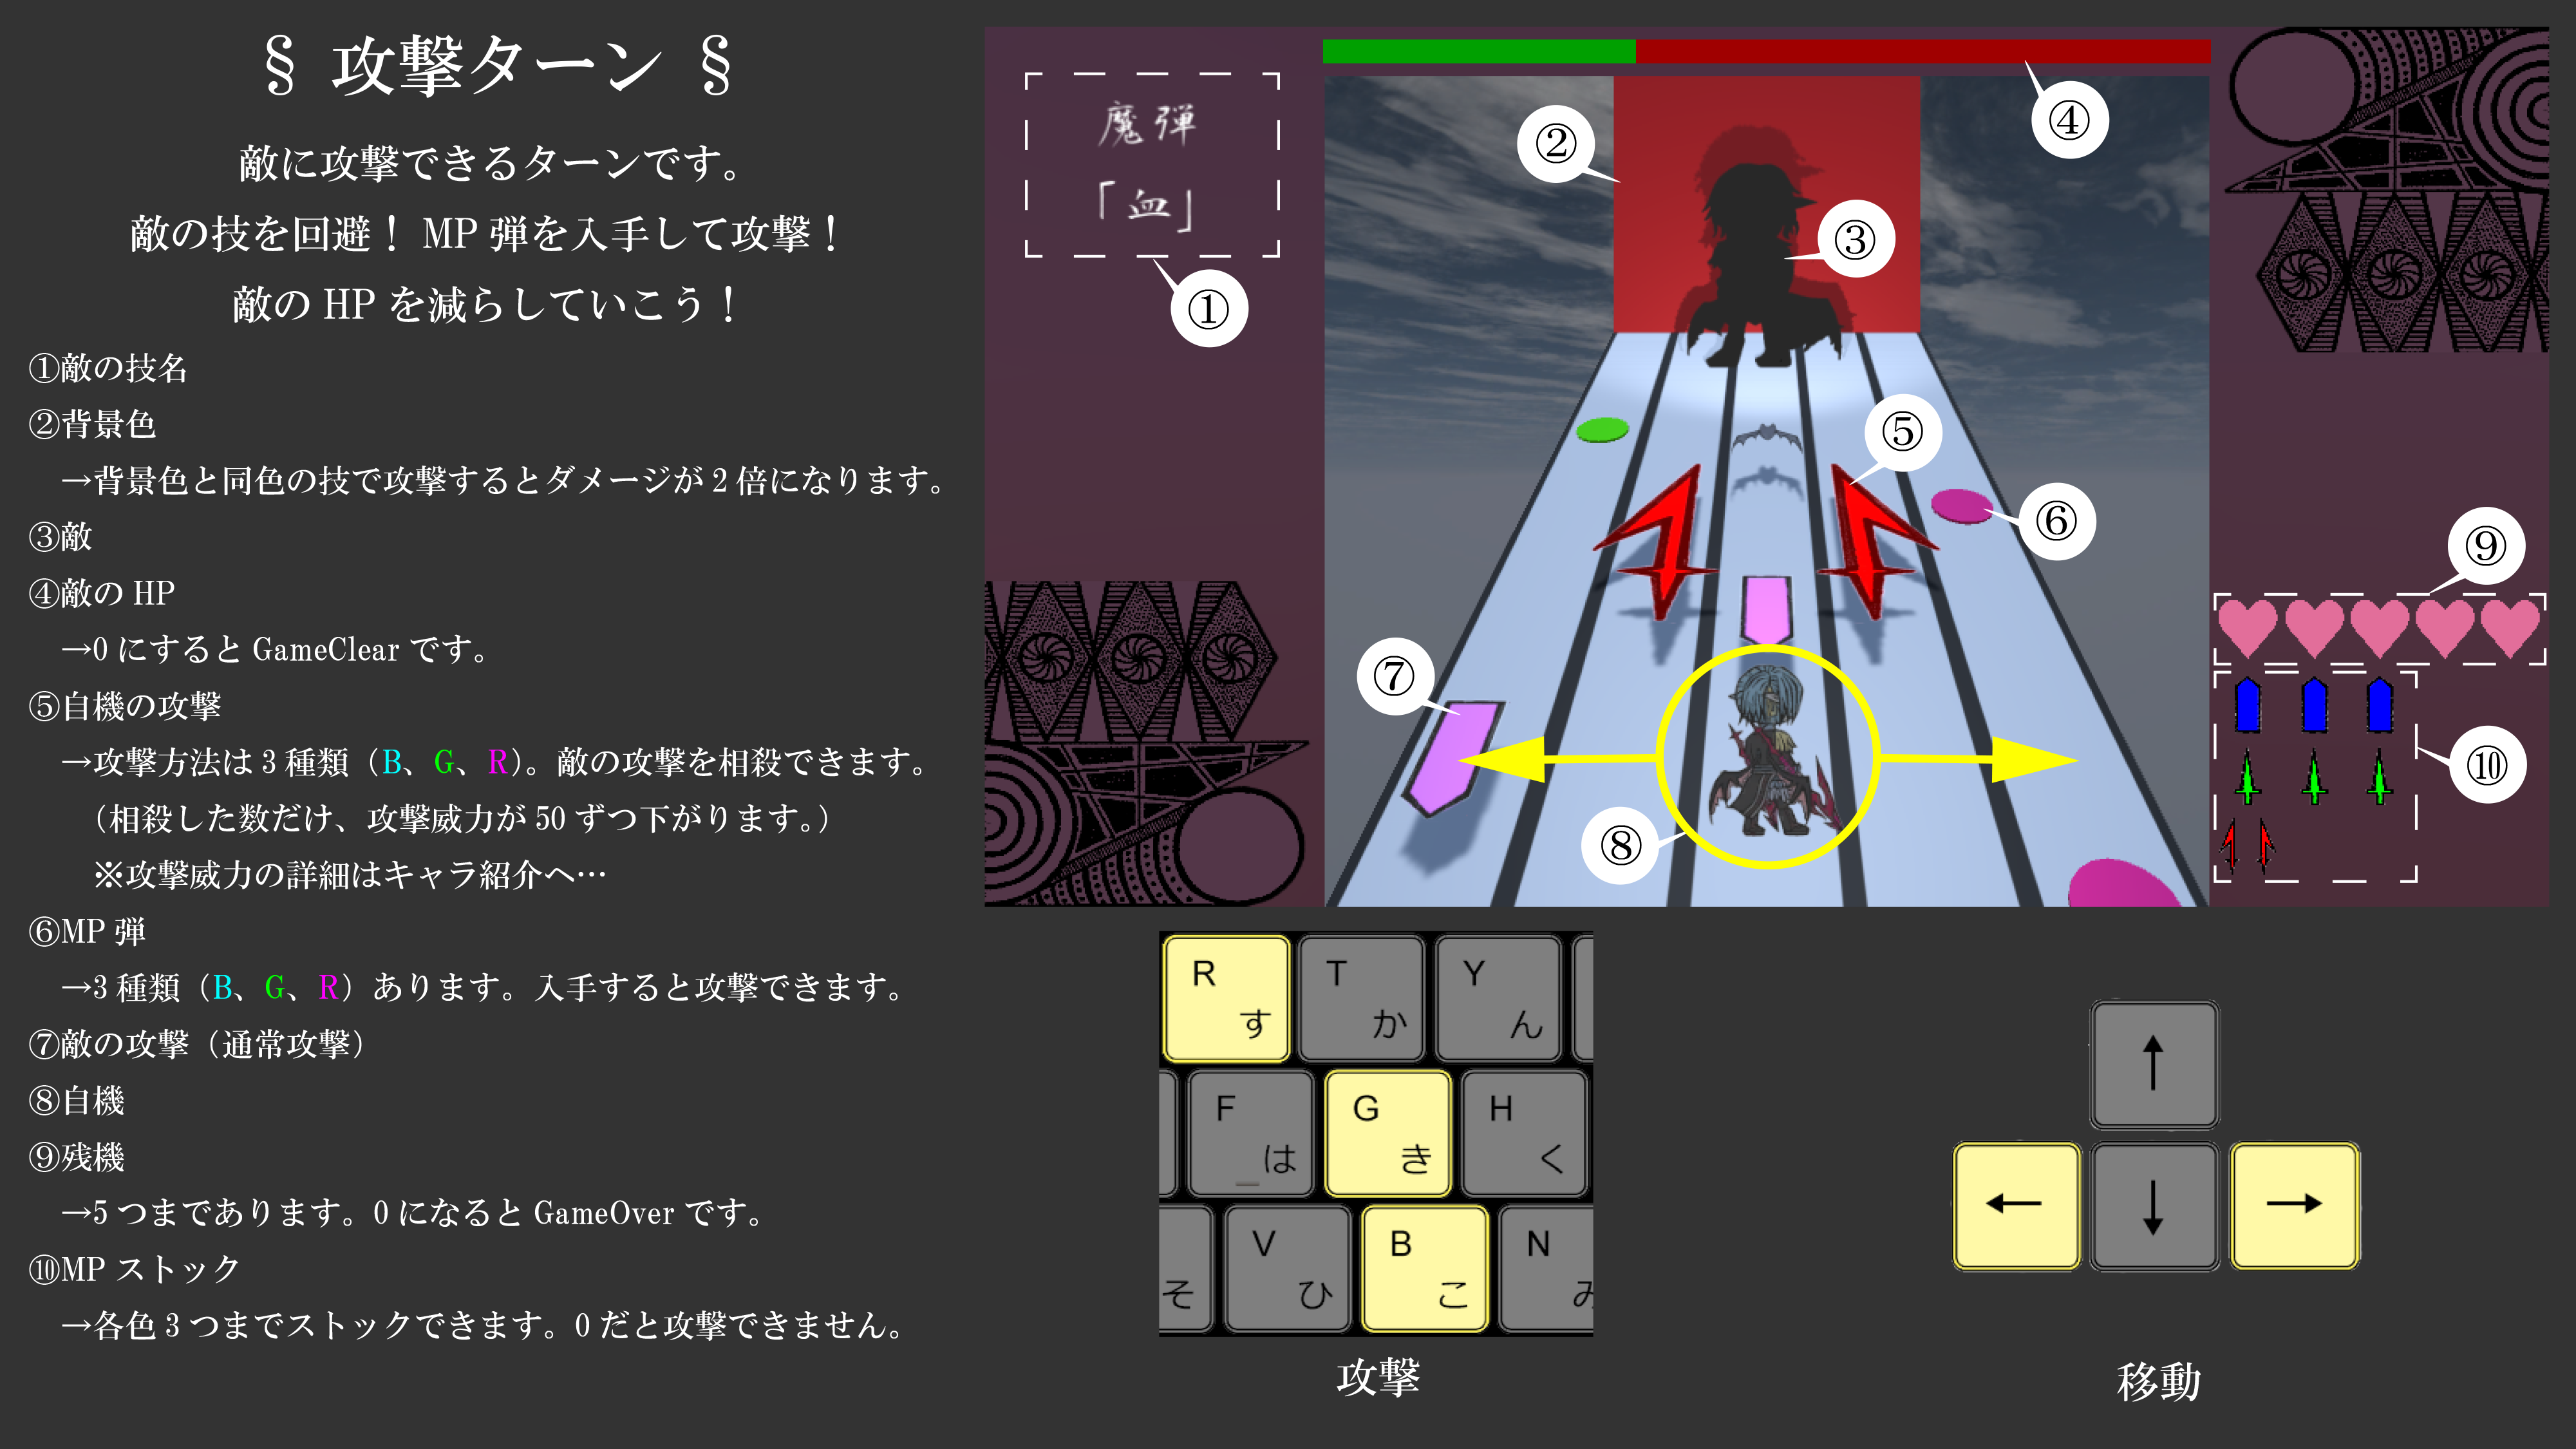 § 攻撃ターン §
敵に攻撃できるターンです。
敵の技を回避！ MP 弾を入手して攻撃！
敵の HP を減らしていこう！
①敵の技名
②背景色
→背景色と同色の技で攻撃するとダメージが 2 倍になります。
③敵
④敵の HP
→0 にすると GameClear です。
⑤自機の攻撃
→攻撃方法は 3 種類（B、G、R）。敵の攻撃を相殺できます。
（相殺した数だけ、攻撃威力が 50 ずつ下がります。）
※攻撃威力の詳細はキャラ紹介へ…
⑥MP 弾
→3 種類（B、G、R）あります。入手すると攻撃できます。
⑦敵の攻撃（通常攻撃）
⑧自機
⑨残機
→5 つまであります。0 になると GameOver です。
⑩MP ストック
→各色 3 つまでストックできます。0 だと攻撃できません。
魔弾
「血」
①
②
③
④
⑤
⑥
⑦
⑧
⑨
⑩
R す T か Y ん
F は G き H く
そ V ひ B こ N み
攻撃
↑
← ↓ →
移動